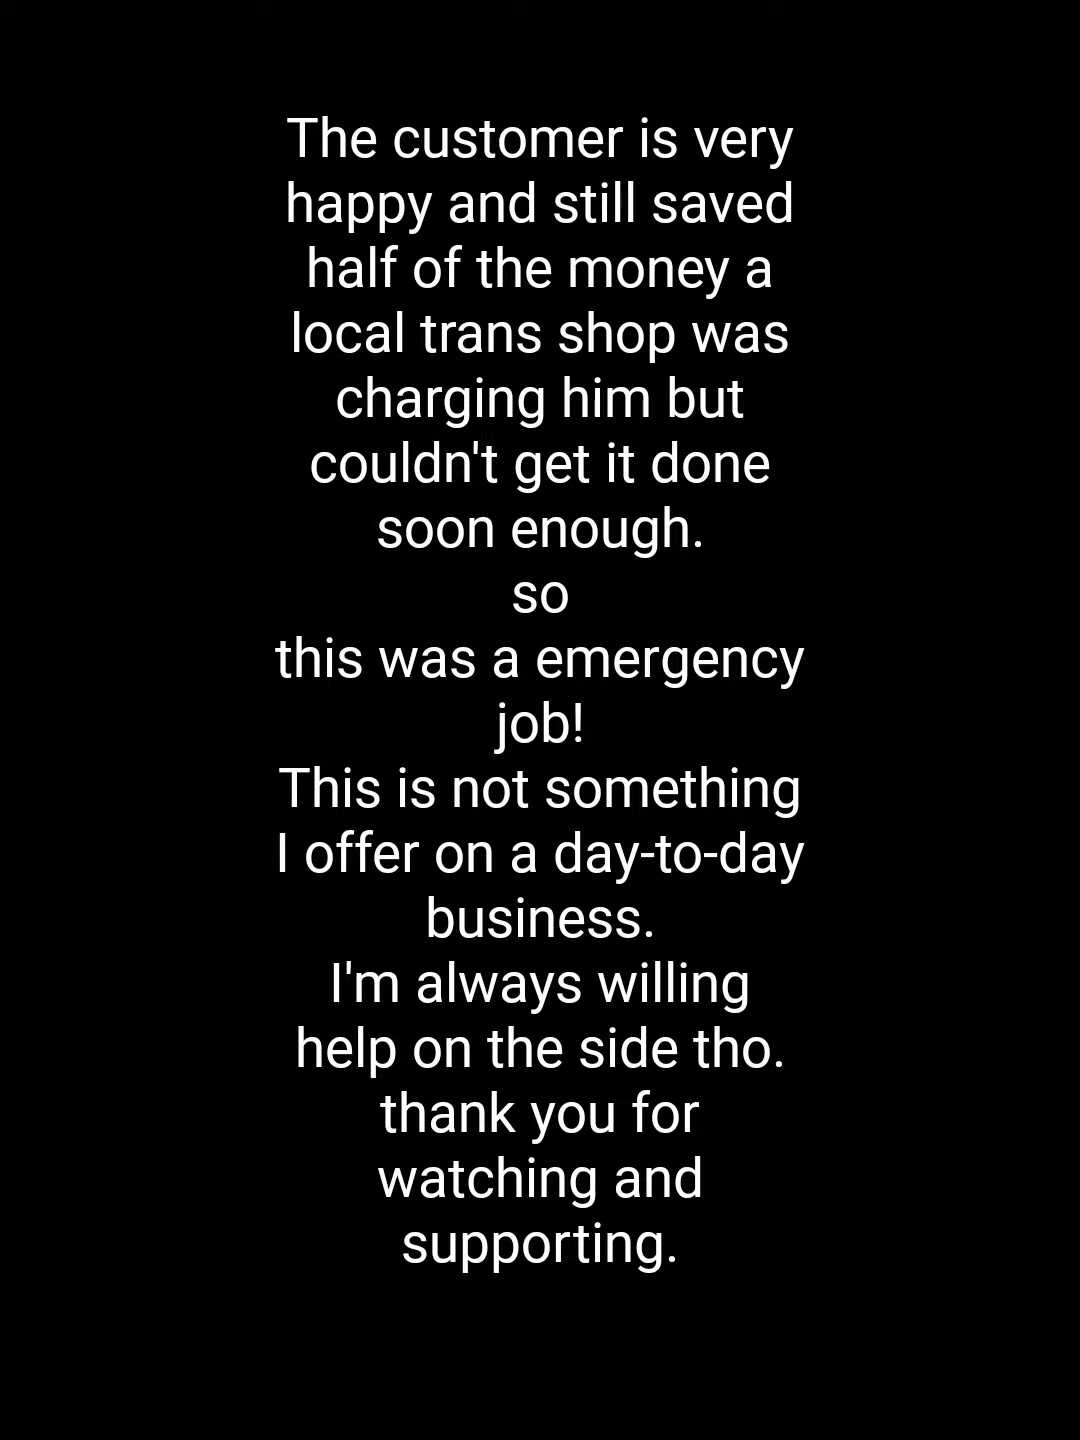 The customer is very
happy and still saved
half of the money a
local trans shop was
charging him but
couldn't get it done
soon enough.
so
this was a emergency
job!
This is not something
I offer on a day-to-day
business.
I'm always willing
help on the side tho.
thank you for
watching and
supporting.